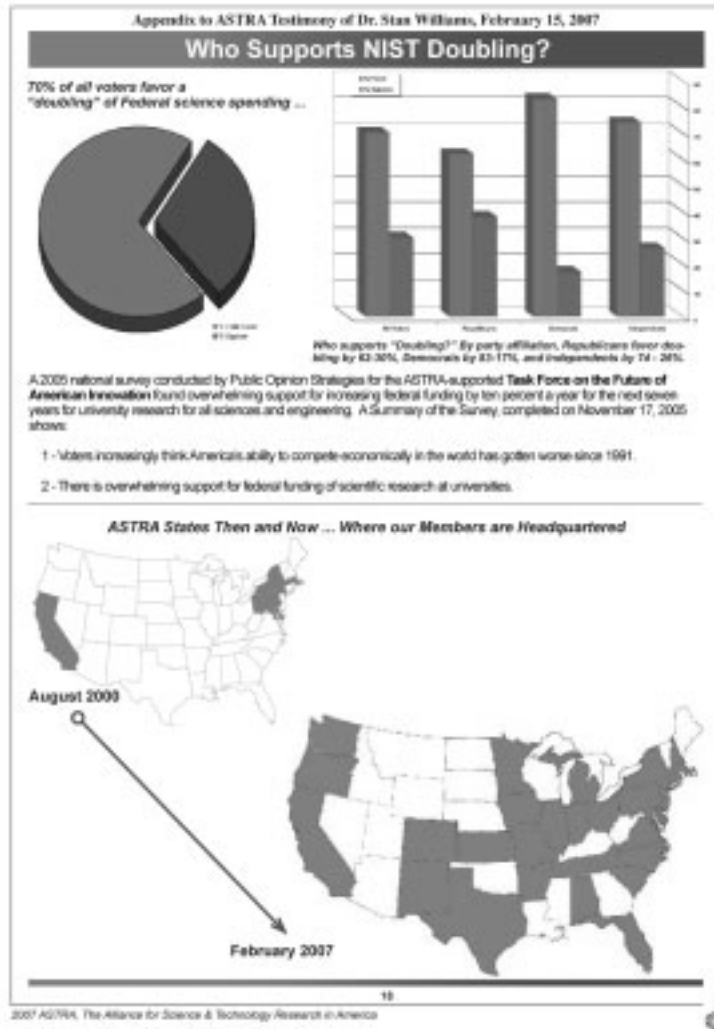 Appendix to ASTRA Testimony of Dr. Stan Williams, February 15, 2007
Who Supports NIST Doubling?
70% of all voters favor a
"doubling" of Federal science spending ...
All Voters Republicans Democrats Independents
Who supports "Doubling?" By party affiliation, Republicans favor dou-
bling by 62-38%, Democrats by 83-17%, and Independents by 74 - 26%.
A 2005 national survey conducted by Public Opinion Strategies for the ASTRA-supported Task Force on the Future of
American Innovation found overwhelming support for increasing federal funding by ten percent a year for the next seven
years for university research for all sciences and engineering. A Summary of the Survey, completed on November 17, 2005
shows:
1 - Voters increasingly think America's ability to compete economically in the world has gotten worse since 1991.
2 - There is overwhelming support for federal funding of scientific research at universities.
ASTRA States Then and Now ... Where our Members are Headquartered
August 2000
February 2007
10
2007 ASTRA, The Alliance for Science & Technology Research in America